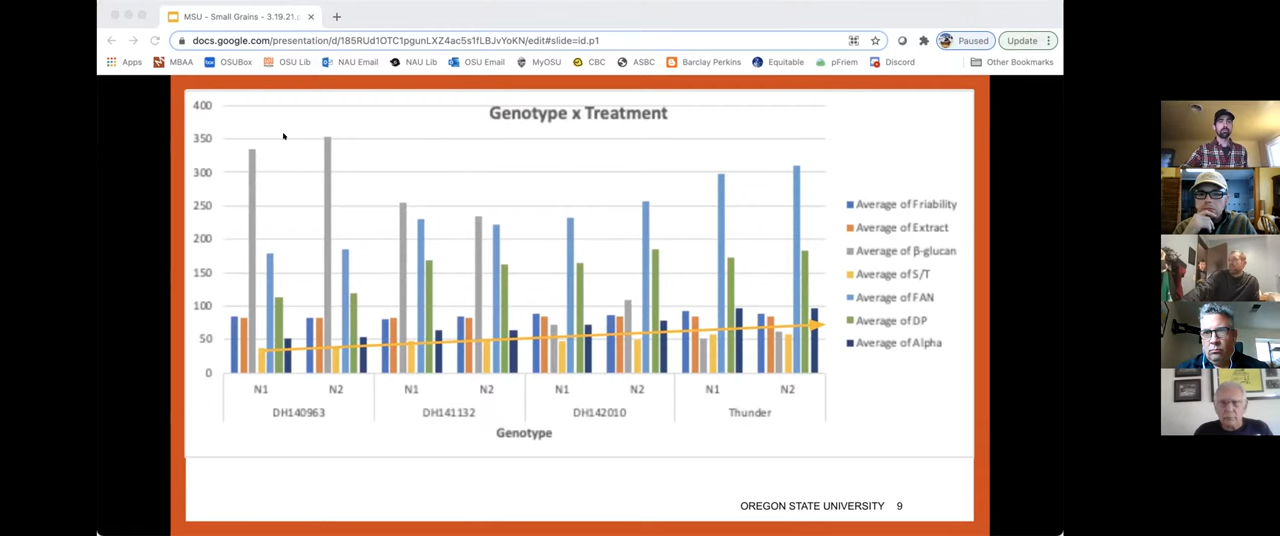 MSU - Small Grains - 3.19.21.p
docs.google.com/presentation/d/185RUd1OTC1pgunLXZ4ac5s1fLBJvYoKN/edit#slide=id.p1
Paused
Update
Apps MBAA OSUBox OSU Lib NAU Email NAU Lib OSU Email MyOSU CBC ASBC Barclay Perkins Equitable pFriem Discord Other Bookmarks
Genotype x Treatment
400
350
300
250
200
150
100
50
0
N1 N2 N1 N2 N1 N2 N1 N2
DH140963 DH141132 DH142010 Thunder
Genotype
Average of Friability
Average of Extract
Average of β-glucan
Average of S/T
Average of FAN
Average of DP
Average of Alpha
OREGON STATE UNIVERSITY 9